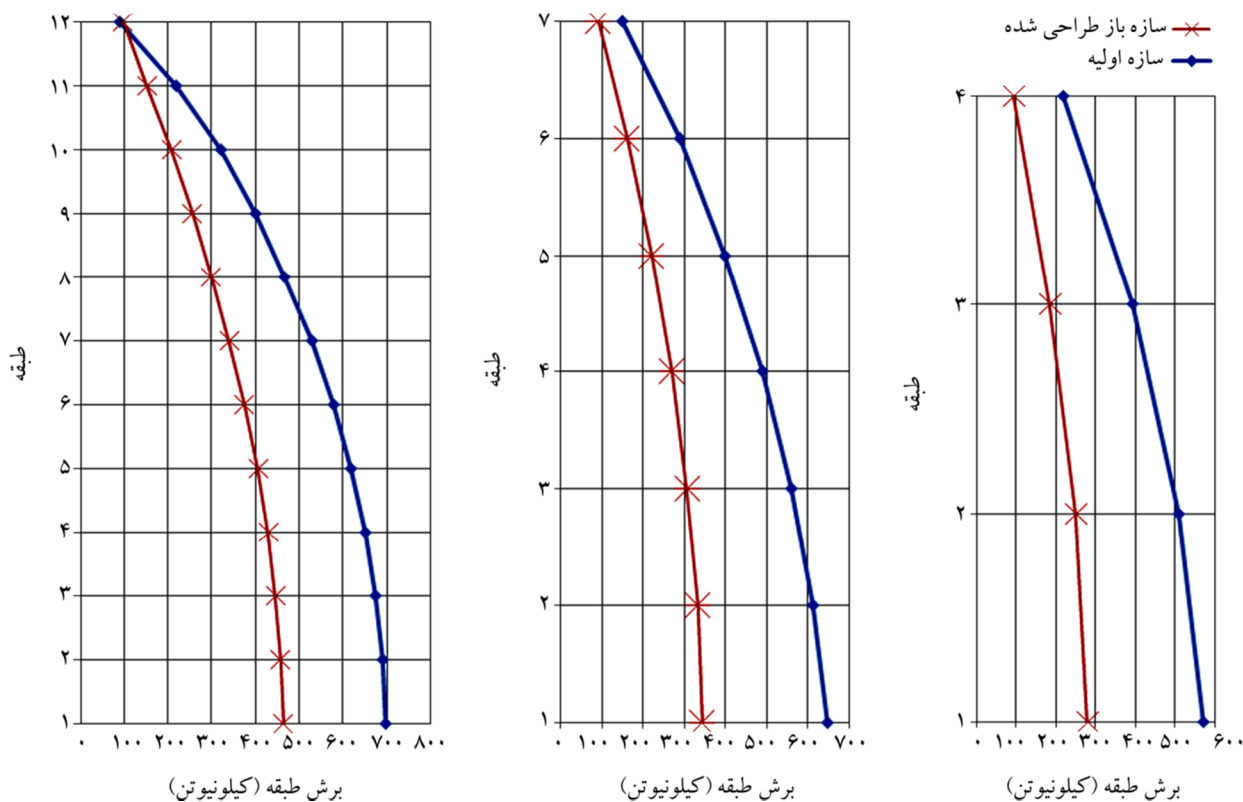 سازه باز طراحی شده
سازه اولیه
۱۲
۱۱
۱۰
۹
۸
۷
۶
۵
۴
۳
۲
۱
طبقه
۰ ۱۰۰ ۲۰۰ ۳۰۰ ۴۰۰ ۵۰۰ ۶۰۰ ۷۰۰ ۸۰۰
برش طبقه (کیلونیوتن)
۷
۶
۵
۴
۳
۲
۱
طبقه
۰ ۱۰۰ ۲۰۰ ۳۰۰ ۴۰۰ ۵۰۰ ۶۰۰ ۷۰۰
برش طبقه (کیلونیوتن)
۴
۳
۲
۱
طبقه
۰ ۱۰۰ ۲۰۰ ۳۰۰ ۴۰۰ ۵۰۰ ۶۰۰
برش طبقه (کیلونیوتن)